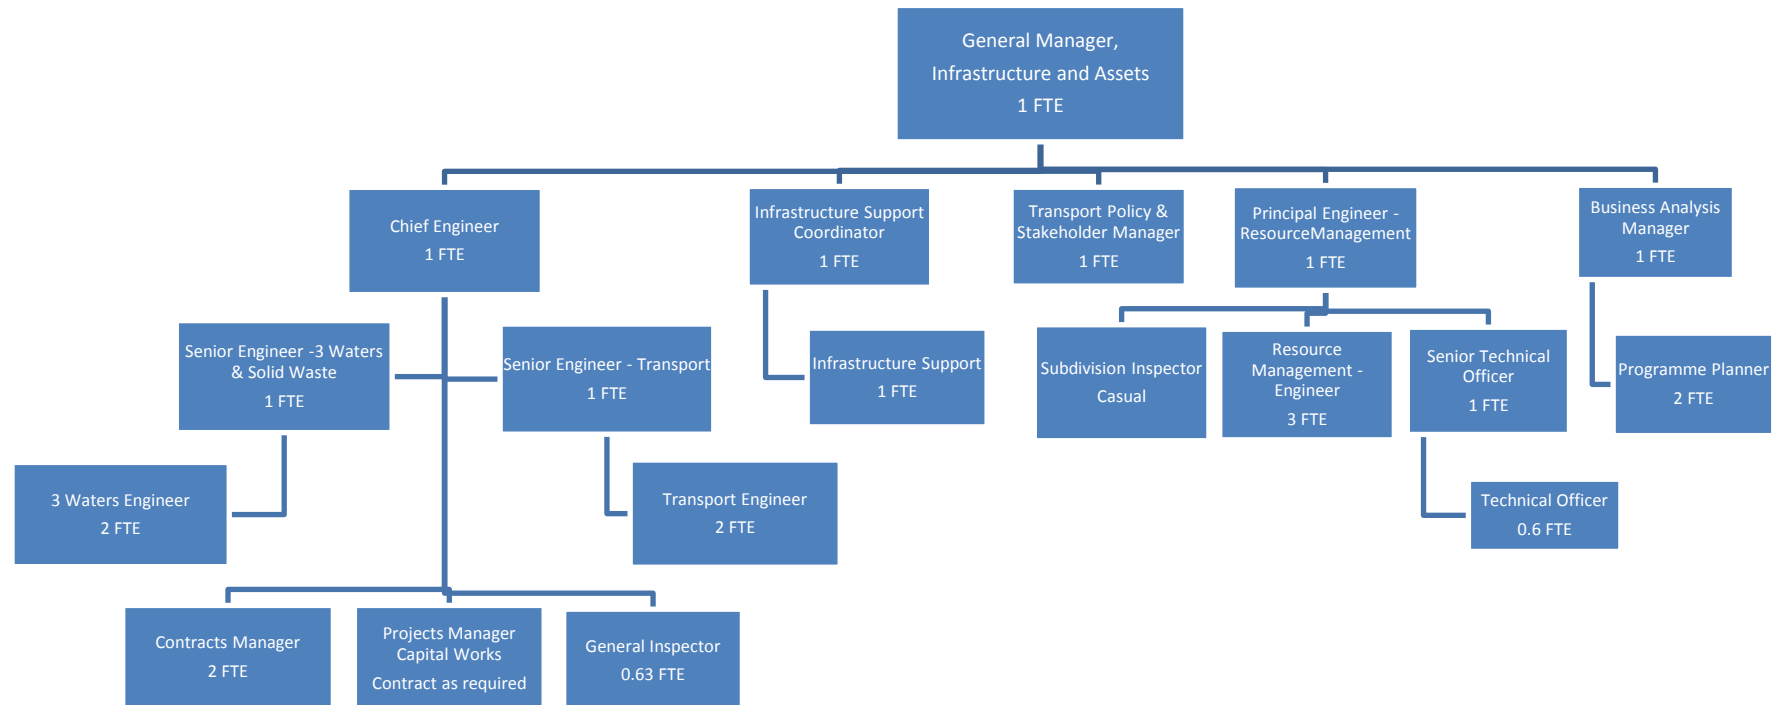 General Manager,
Infrastructure and Assets
1 FTE
Chief Engineer
1 FTE
Infrastructure Support
Coordinator
1 FTE
Transport Policy &
Stakeholder Manager
1 FTE
Principal Engineer -
ResourceManagement
1 FTE
Business Analysis
Manager
1 FTE
Senior Engineer -3 Waters
& Solid Waste
1 FTE
Senior Engineer - Transport
1 FTE
Infrastructure Support
1 FTE
Subdivision Inspector
Casual
Resource
Management -
Engineer
3 FTE
Senior Technical
Officer
1 FTE
Programme Planner
2 FTE
3 Waters Engineer
2 FTE
Transport Engineer
2 FTE
Technical Officer
0.6 FTE
Contracts Manager
2 FTE
Projects Manager
Capital Works
Contract as required
General Inspector
0.63 FTE